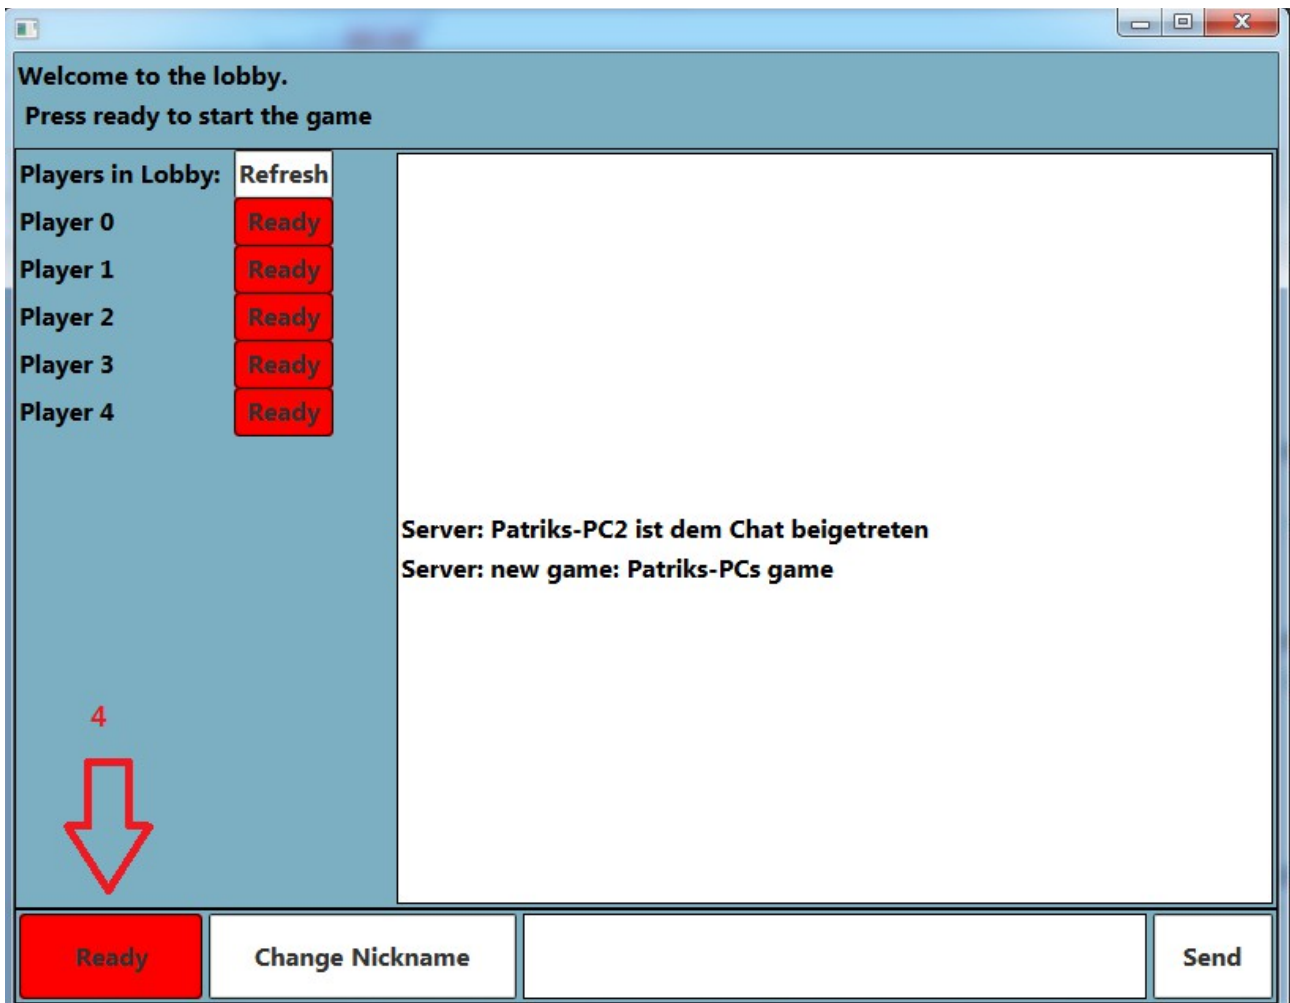 Welcome to the lobby.
Press ready to start the game
Players in Lobby: Refresh
Player 0 Ready
Player 1 Ready
Player 2 Ready
Player 3 Ready
Player 4 Ready
Server: Patriks-PC2 ist dem Chat beigetreten
Server: new game: Patriks-PCs game
4
Ready Change Nickname Send